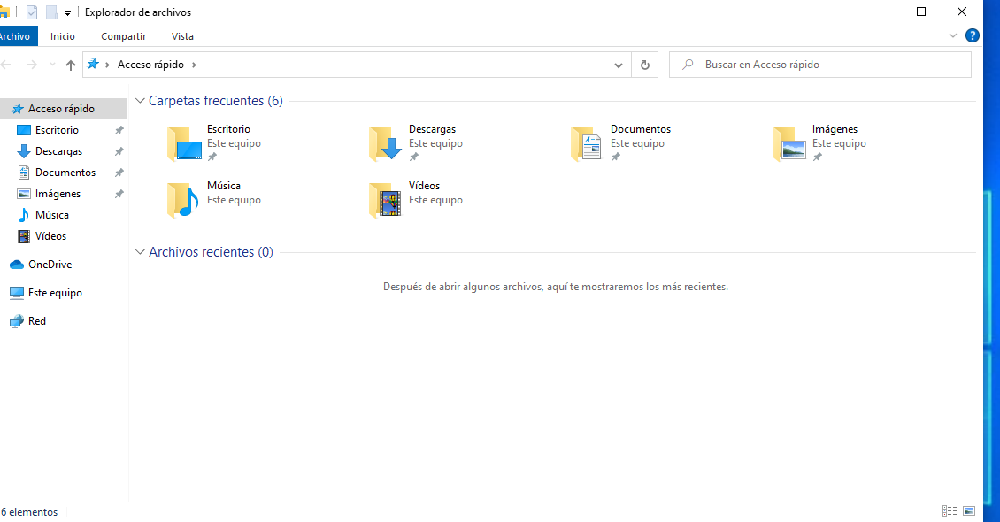 Explorador de archivos
Archivo Inicio Compartir Vista
Acceso rápido
Buscar en Acceso rápido
Acceso rápido
Escritorio
Descargas
Documentos
Imágenes
Música
Vídeos
OneDrive
Este equipo
Red
Carpetas frecuentes (6)
Escritorio
Este equipo
Descargas
Este equipo
Documentos
Este equipo
Imágenes
Este equipo
Música
Este equipo
Vídeos
Este equipo
Archivos recientes (0)
Después de abrir algunos archivos, aquí te mostraremos los más recientes.
6 elementos